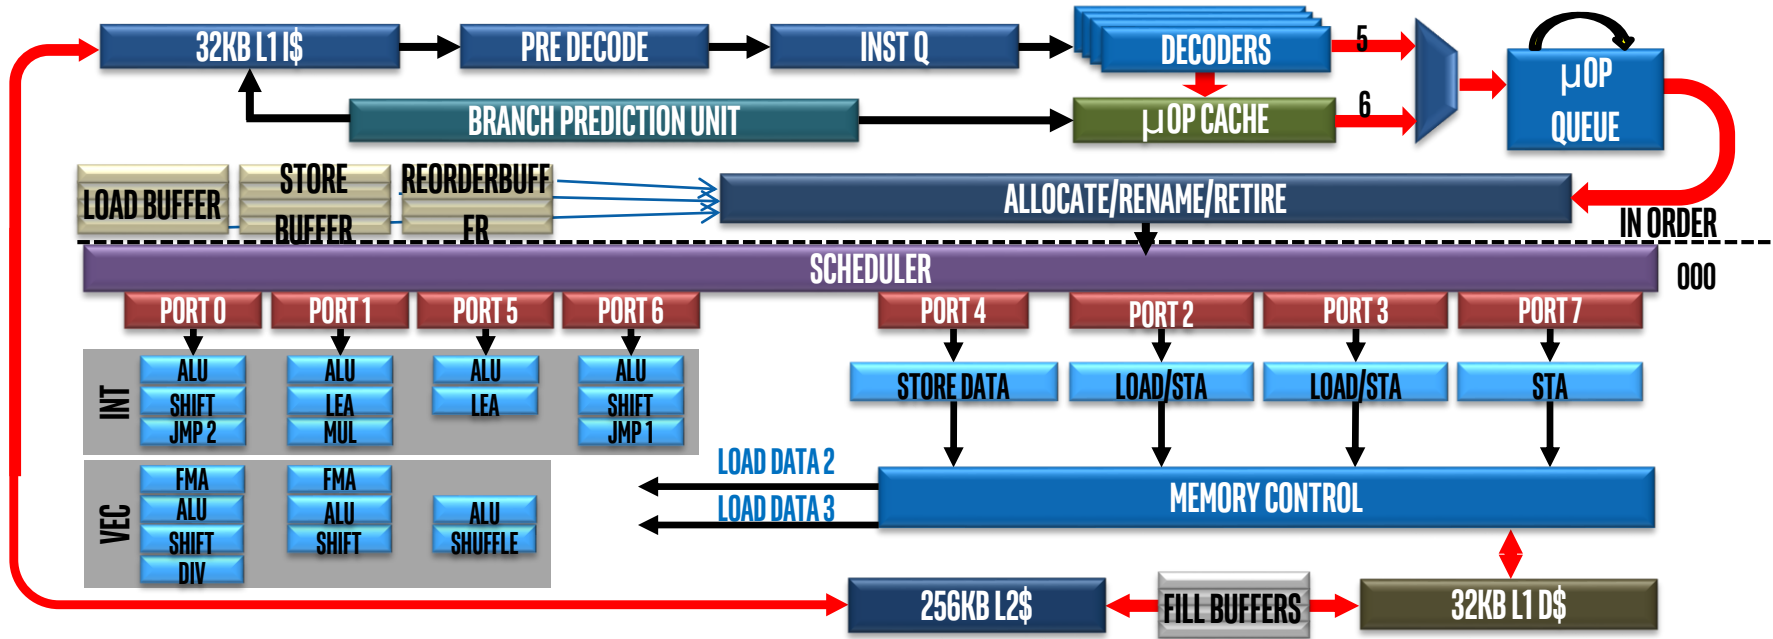 32KB L1 I$
PRE DECODE
INST Q
DECODERS
5
BRANCH PREDICTION UNIT
μOP CACHE
6
μOP
QUEUE
LOAD BUFFER
STORE
BUFFER
REORDERBUFF
ER
ALLOCATE/RENAME/RETIRE
IN ORDER
SCHEDULER
OOO
PORT 0
PORT 1
PORT 5
PORT 6
PORT 4
PORT 2
PORT 3
PORT 7
INT
ALU
SHIFT
JMP 2
ALU
LEA
MUL
ALU
LEA
ALU
SHIFT
JMP 1
STORE DATA
LOAD/STA
LOAD/STA
STA
VEC
FMA
ALU
SHIFT
DIV
FMA
ALU
SHIFT
ALU
SHUFFLE
LOAD DATA 2
LOAD DATA 3
MEMORY CONTROL
256KB L2$
FILL BUFFERS
32KB L1 D$